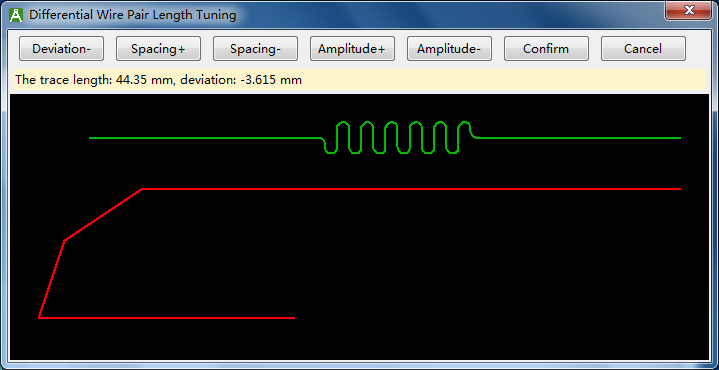 Differential Wire Pair Length Tuning
Deviation- Spacing+ Spacing- Amplitude+ Amplitude- Confirm Cancel
The trace length: 44.35 mm, deviation: -3.615 mm